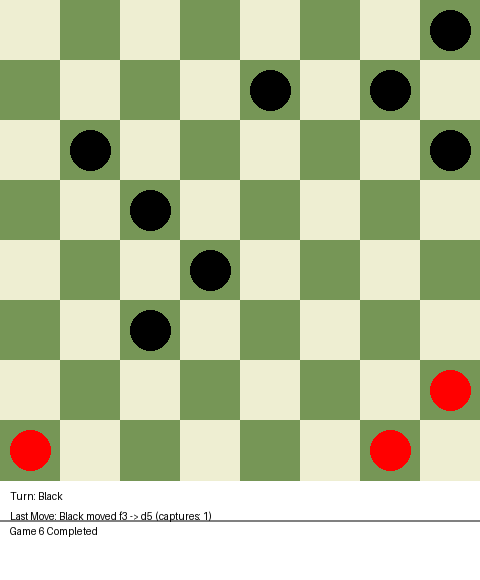 Turn: Black
Last Move: Black moved f3 -> d5 (captures: 1)
Game 6 Completed